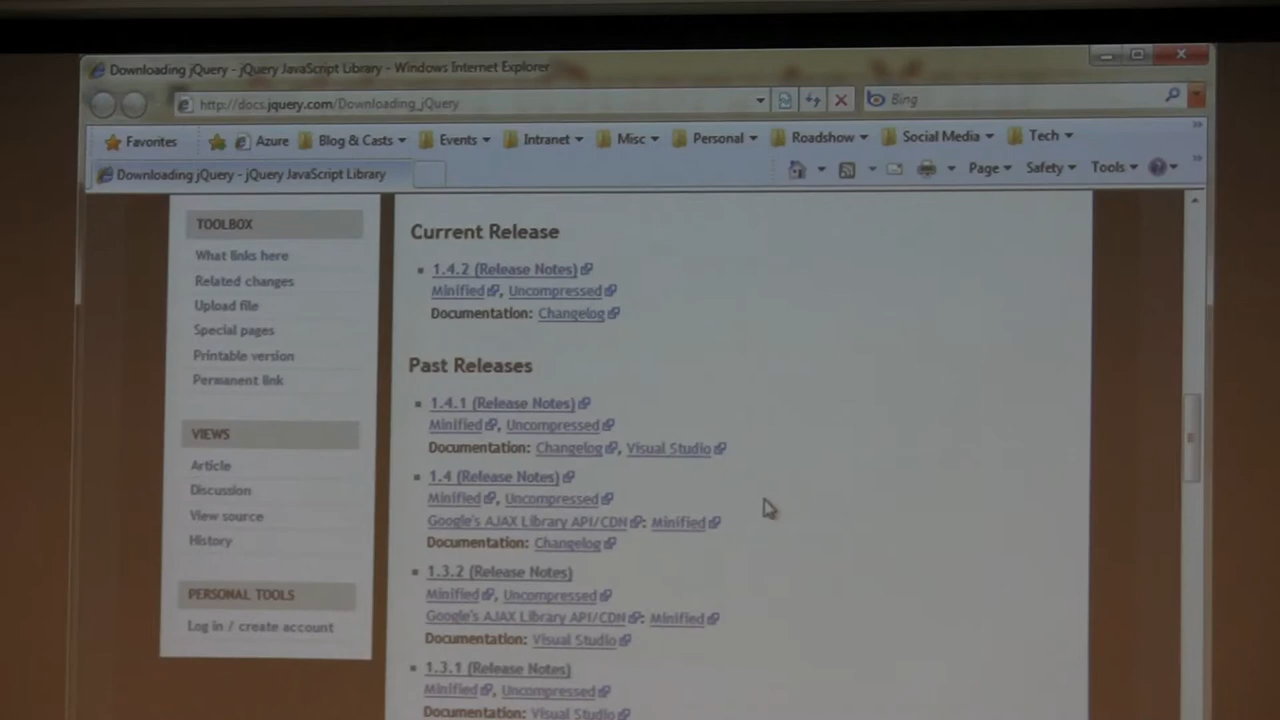 Downloading jQuery - jQuery JavaScript Library - Windows Internet Explorer
http://docs.jquery.com/Downloading_jQuery
Bing
Favorites Azure Blog & Casts Events Intranet Misc Personal Roadshow Social Media Tech
Downloading jQuery - jQuery JavaScript Library
Page Safety Tools
TOOLBOX
What links here
Related changes
Upload file
Special pages
Printable version
Permanent link
VIEWS
Article
Discussion
View source
History
PERSONAL TOOLS
Log in / create account
Current Release
1.4.2 (Release Notes)
Minified, Uncompressed
Documentation: Changelog
Past Releases
1.4.1 (Release Notes)
Minified, Uncompressed
Documentation: Changelog, Visual Studio
1.4 (Release Notes)
Minified, Uncompressed
Google's AJAX Library API/CDN: Minified
Documentation: Changelog
1.3.2 (Release Notes)
Minified, Uncompressed
Google's AJAX Library API/CDN: Minified
Documentation: Visual Studio
1.3.1 (Release Notes)
Minified, Uncompressed
Documentation: Visual Studio